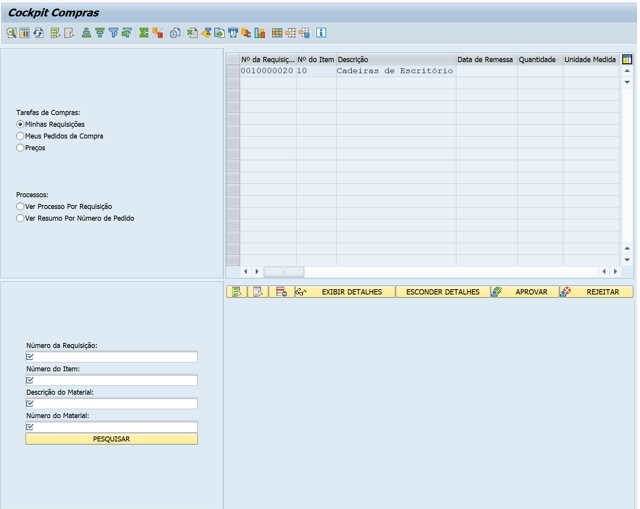 Cockpit Compras
Tarefas de Compras:
Minhas Requisições
Meus Pedidos de Compra
Preços
Processos:
Ver Processo Por Requisição
Ver Resumo Por Número de Pedido
Nº da Requisiç... Nº do Item Descrição Data de Remessa Quantidade Unidade Medida
0010000020 10 Cadeiras de Escritório
EXIBIR DETALHES ESCONDER DETALHES APROVAR REJEITAR
Número da Requisição:
Número do Item:
Descrição do Material:
Número do Material:
PESQUISAR